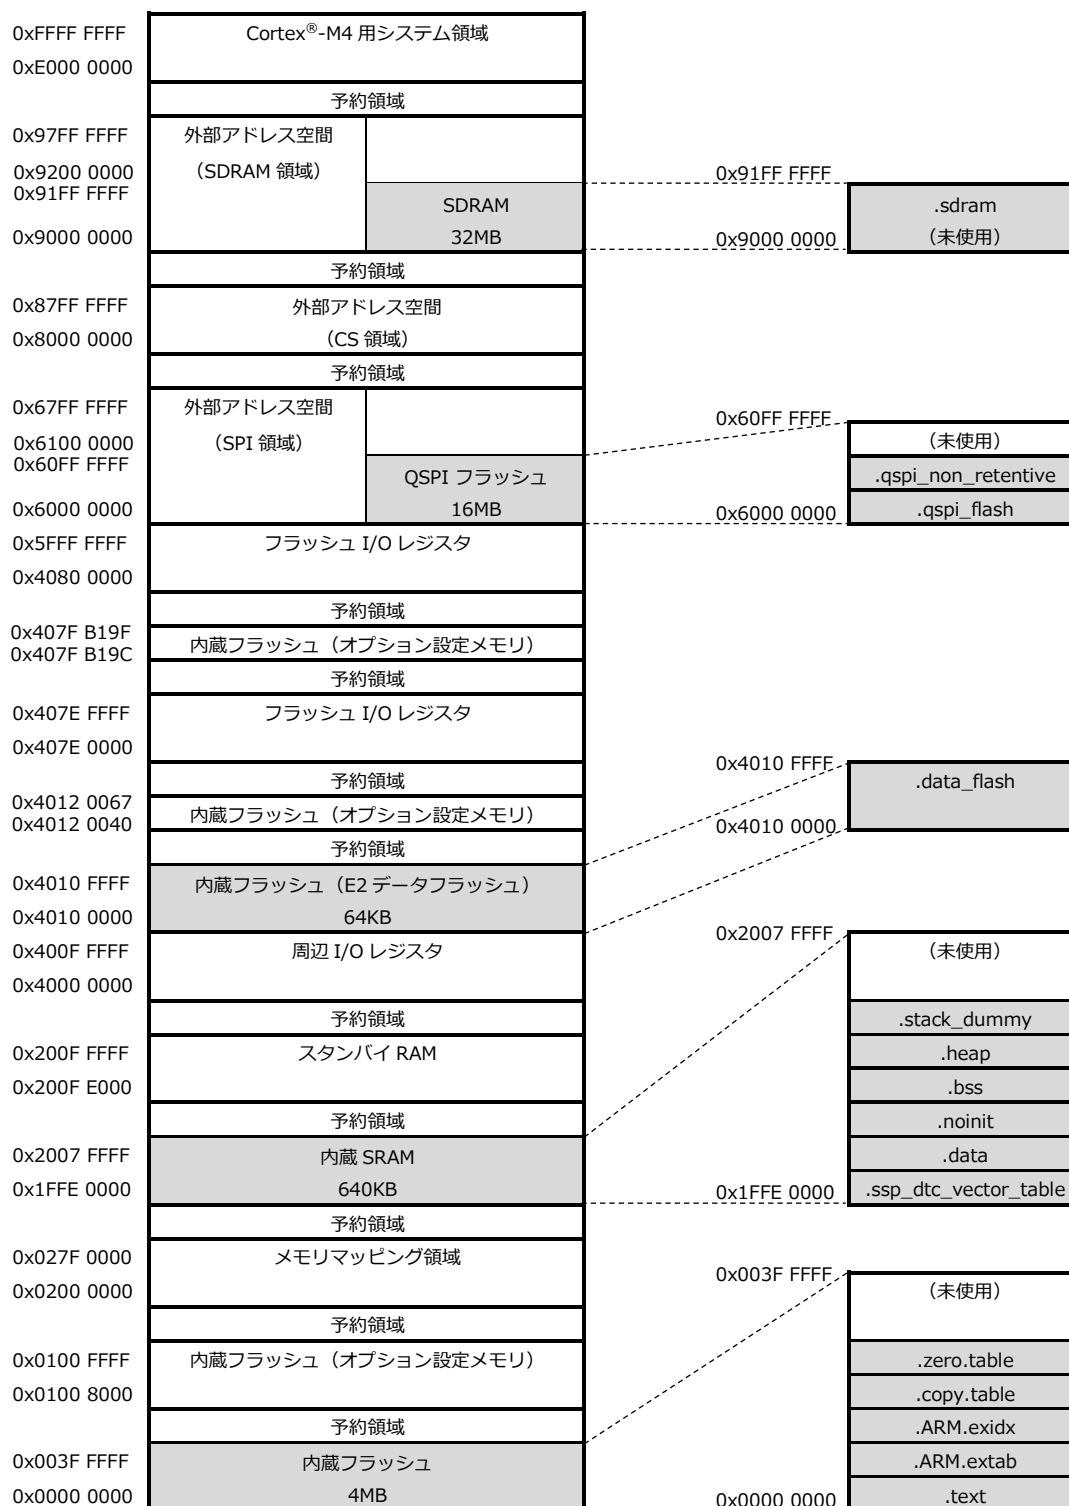 0xFFFF FFFF Cortex®-M4 用システム領域
0xE000 0000
予約領域
0x97FF FFFF 外部アドレス空間
0x9200 0000 （SDRAM 領域） 0x91FF FFFF
0x91FF FFFF SDRAM .sdram
0x9000 0000 32MB 0x9000 0000 （未使用）
予約領域
0x87FF FFFF 外部アドレス空間
0x8000 0000 （CS 領域）
予約領域
0x67FF FFFF 外部アドレス空間 0x60FF FFFF
0x6100 0000 （SPI 領域） （未使用）
0x60FF FFFF QSPI フラッシュ .qspi_non_retentive
0x6000 0000 16MB 0x6000 0000 .qspi_flash
0x5FFF FFFF フラッシュ I/O レジスタ
0x4080 0000
予約領域
0x407F B19F 内蔵フラッシュ（オプション設定メモリ）
0x407F B19C
予約領域
0x407E FFFF フラッシュ I/O レジスタ
0x407E 0000
予約領域 0x4010 FFFF .data_flash
0x4012 0067 内蔵フラッシュ（オプション設定メモリ）
0x4012 0040 0x4010 0000
予約領域
0x4010 FFFF 内蔵フラッシュ（E2 データフラッシュ）
0x4010 0000 64KB
0x400F FFFF 周辺 I/O レジスタ 0x2007 FFFF （未使用）
0x4000 0000
予約領域 .stack_dummy
0x200F FFFF スタンバイ RAM .heap
0x200F E000 .bss
予約領域 .noinit
0x2007 FFFF 内蔵 SRAM .data
0x1FFE 0000 640KB 0x1FFE 0000 .ssp_dtc_vector_table
予約領域
0x027F 0000 メモリマッピング領域
0x0200 0000 0x003F FFFF （未使用）
予約領域
0x0100 FFFF 内蔵フラッシュ（オプション設定メモリ） .zero.table
0x0100 8000 .copy.table
予約領域 .ARM.exidx
0x003F FFFF 内蔵フラッシュ .ARM.extab
0x0000 0000 4MB 0x0000 0000 .text